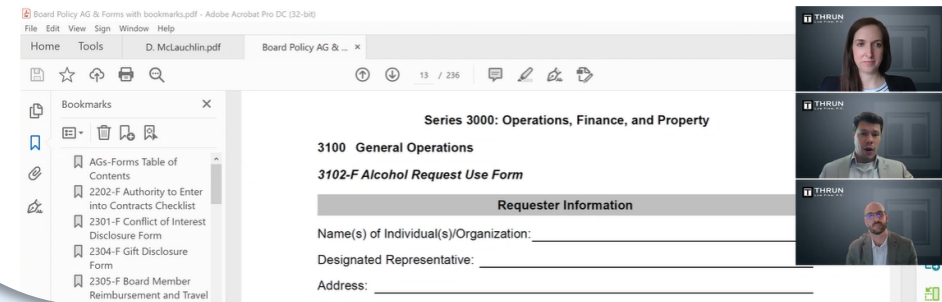 Board Policy AG & Forms with bookmarks.pdf - Adobe Acrobat Pro DC (32-bit)
File Edit View Sign Window Help
Home Tools D. McLauchlin.pdf Board Policy AG & ... ×
13 / 236
Bookmarks ×
AGs-Forms Table of
Contents
2202-F Authority to Enter
into Contracts Checklist
2301-F Conflict of Interest
Disclosure Form
2304-F Gift Disclosure
Form
2305-F Board Member
Reimbursement and Travel
Series 3000: Operations, Finance, and Property
3100 General Operations
3102-F Alcohol Request Use Form
Requester Information
Name(s) of Individual(s)/Organization:
Designated Representative:
Address:
THRUN
THRUN
THRUN